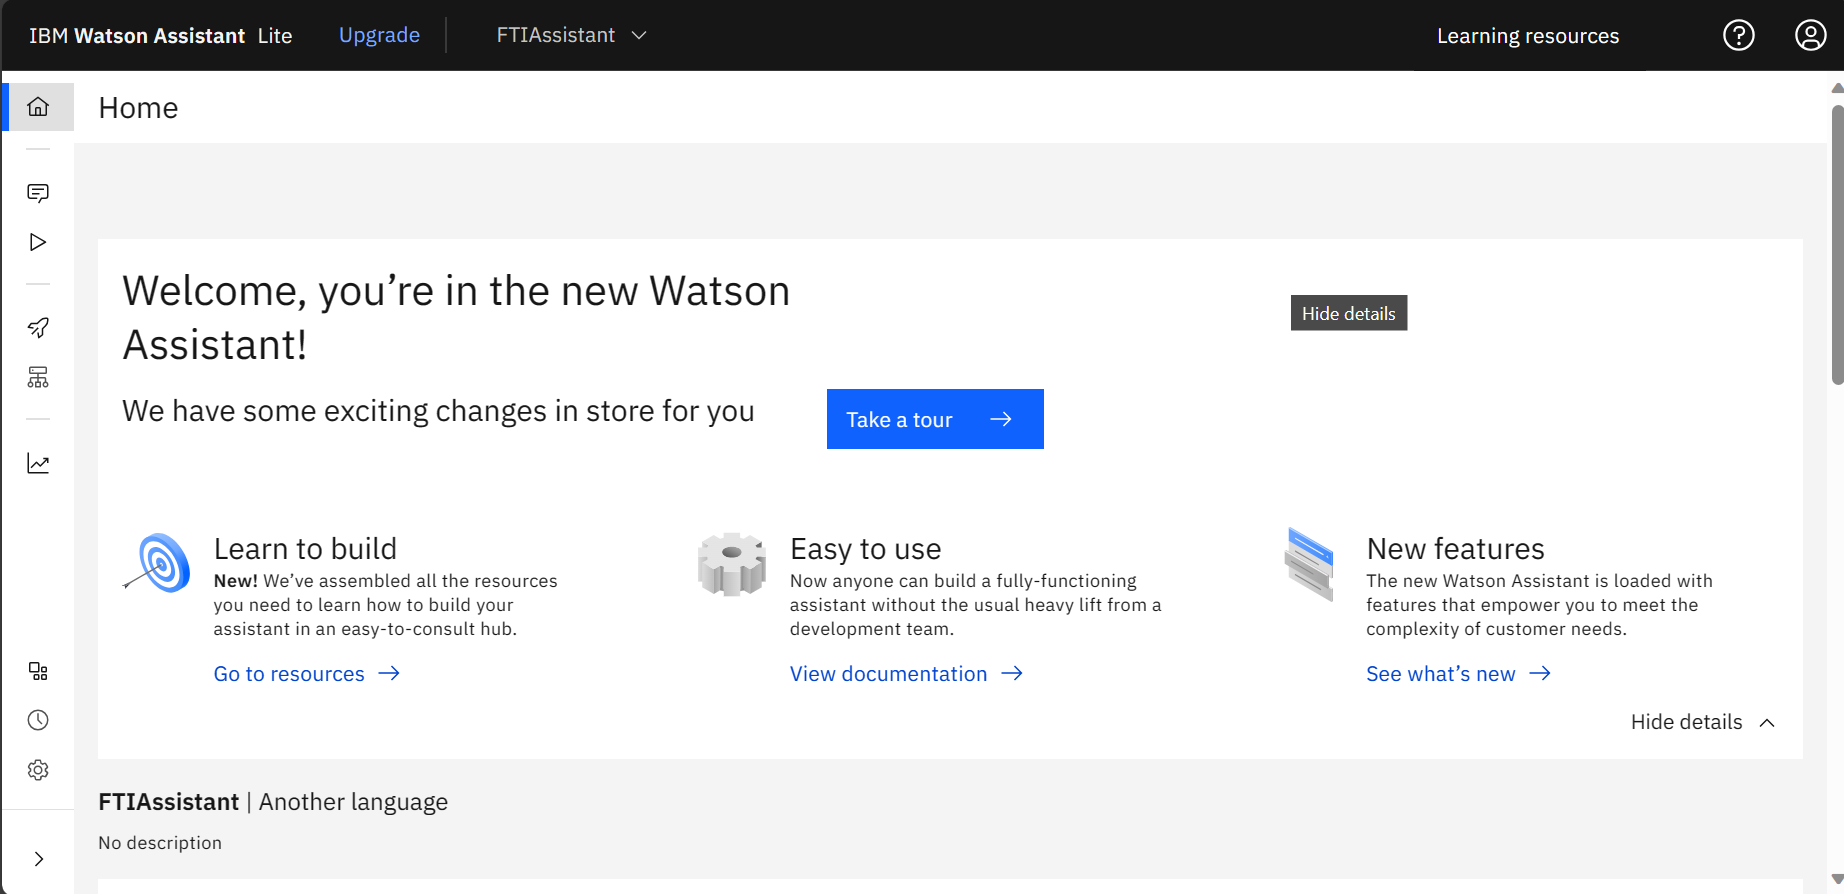 IBM Watson Assistant Lite Upgrade FTIAssistant Learning resources
Home
Welcome, you’re in the new Watson
Assistant!
Hide details
We have some exciting changes in store for you
Take a tour
Learn to build
New! We’ve assembled all the resources
you need to learn how to build your
assistant in an easy-to-consult hub.
Go to resources
Easy to use
Now anyone can build a fully-functioning
assistant without the usual heavy lift from a
development team.
View documentation
New features
The new Watson Assistant is loaded with
features that empower you to meet the
complexity of customer needs.
See what’s new
Hide details
FTIAssistant | Another language
No description